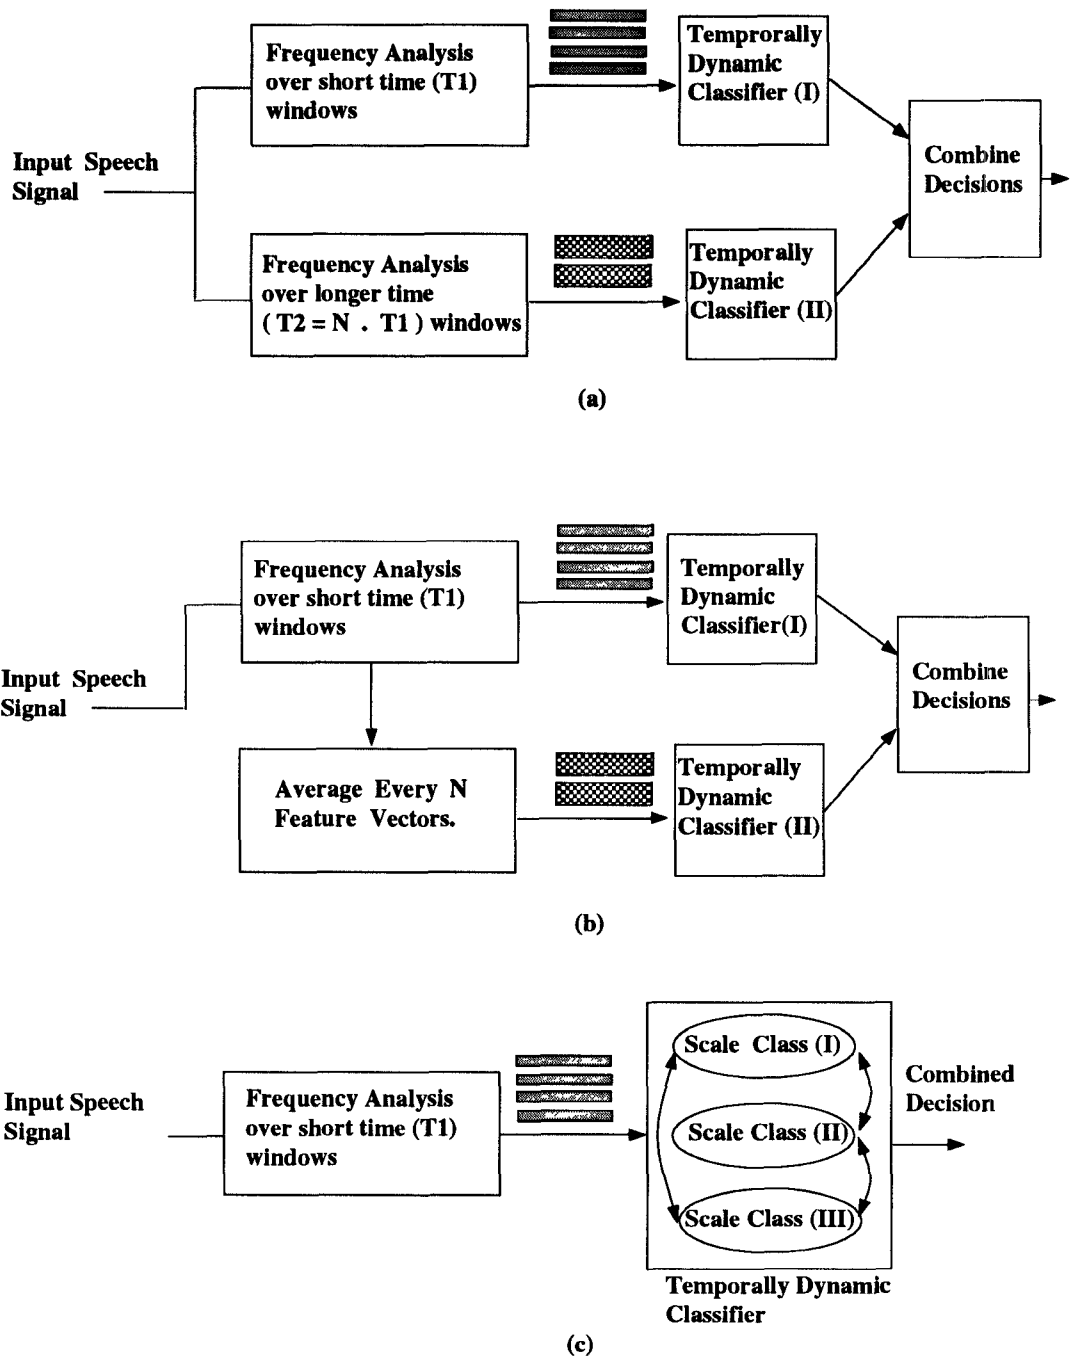 Frequency Analysis
over short time (T1)
windows
Temprorally
Dynamic
Classifier (I)
Input Speech
Signal
Combine
Decisions
Frequency Analysis
over longer time
( T2 = N . T1 ) windows
Temporally
Dynamic
Classifier (II)
(a)
Frequency Analysis
over short time (T1)
windows
Temporally
Dynamic
Classifier(I)
Input Speech
Signal
Combine
Decisions
Average Every N
Feature Vectors.
Temporally
Dynamic
Classifier (II)
(b)
Input Speech
Signal
Frequency Analysis
over short time (T1)
windows
Scale Class (I)
Scale Class (II)
Scale Class (III)
Combined
Decision
Temporally Dynamic
Classifier
(c)